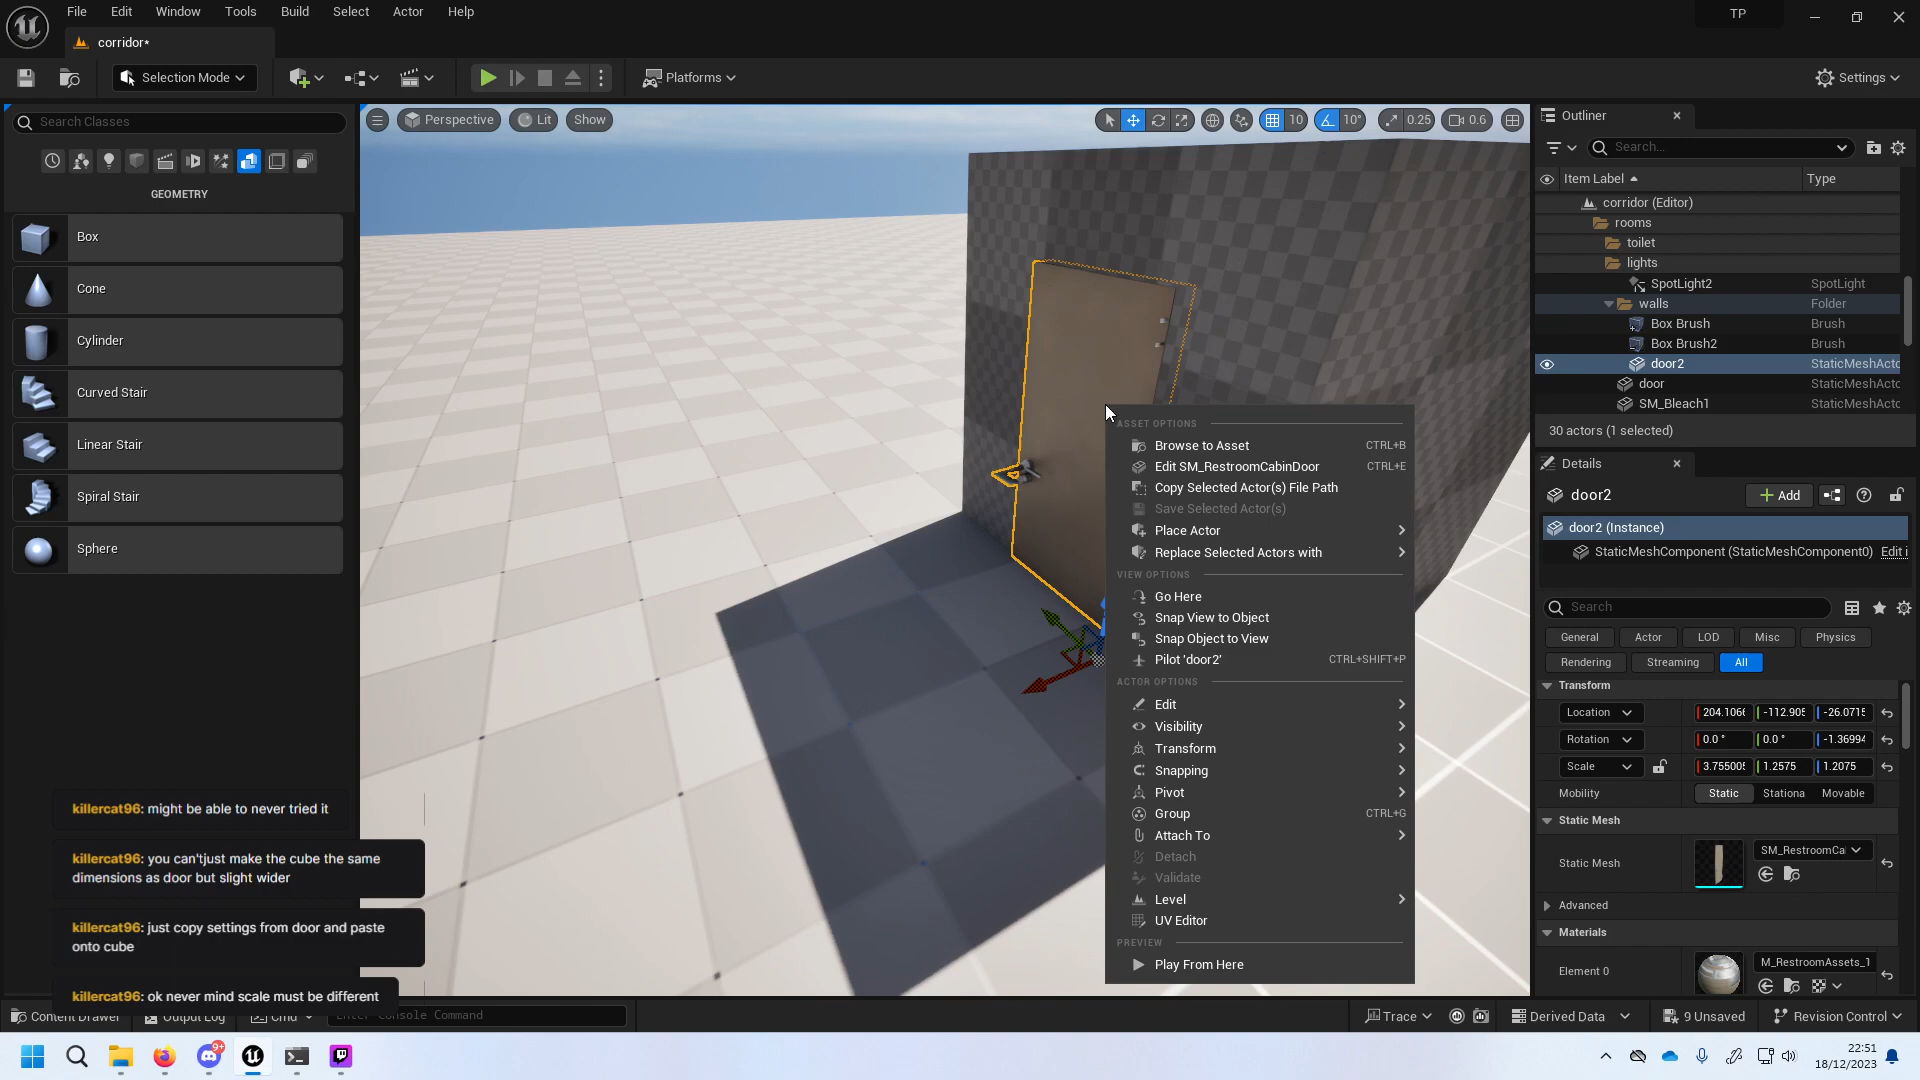 File Edit Window Tools Build Select Actor Help
TP
corridor*
Selection Mode
Platforms
Settings
Search Classes
GEOMETRY
Box
Cone
Cylinder
Curved Stair
Linear Stair
Spiral Stair
Sphere
Perspective
Lit
Show
10
10°
0.25
0.6
ASSET OPTIONS
Browse to Asset CTRL+B
Edit SM_RestroomCabinDoor CTRL+E
Copy Selected Actor(s) File Path
Save Selected Actor(s)
Place Actor
Replace Selected Actors with
VIEW OPTIONS
Go Here
Snap View to Object
Snap Object to View
Pilot 'door2' CTRL+SHIFT+P
ACTOR OPTIONS
Edit
Visibility
Transform
Snapping
Pivot
Group CTRL+G
Attach To
Detach
Validate
Level
UV Editor
PREVIEW
Play From Here
Outliner
Search...
Item Label Type
corridor (Editor)
rooms
toilet
lights
SpotLight2 SpotLight
walls Folder
Box Brush Brush
Box Brush2 Brush
door2 StaticMeshActo
door StaticMeshActo
SM_Bleach1 StaticMeshActo
30 actors (1 selected)
Details
door2
Add
door2 (Instance)
StaticMeshComponent (StaticMeshComponent0) Edit i
Search
General Actor LOD Misc Physics
Rendering Streaming All
Transform
Location 204.1066 -112.905 -26.0715
Rotation 0.0 ° 0.0 ° -1.36994
Scale 3.755005 1.2575 1.2075
Mobility Static Stationa Movable
Static Mesh
Static Mesh SM_RestroomCal
Advanced
Materials
Element 0 M_RestroomAssets_1
killercat96: might be able to never tried it
killercat96: you can'tjust make the cube the same
dimensions as door but slight wider
killercat96: just copy settings from door and paste
onto cube
killercat96: ok never mind scale must be different
Content Drawer
Output Log
Cmd
Enter Console Command
Trace
Derived Data
9 Unsaved
Revision Control
9+
22:51
18/12/2023